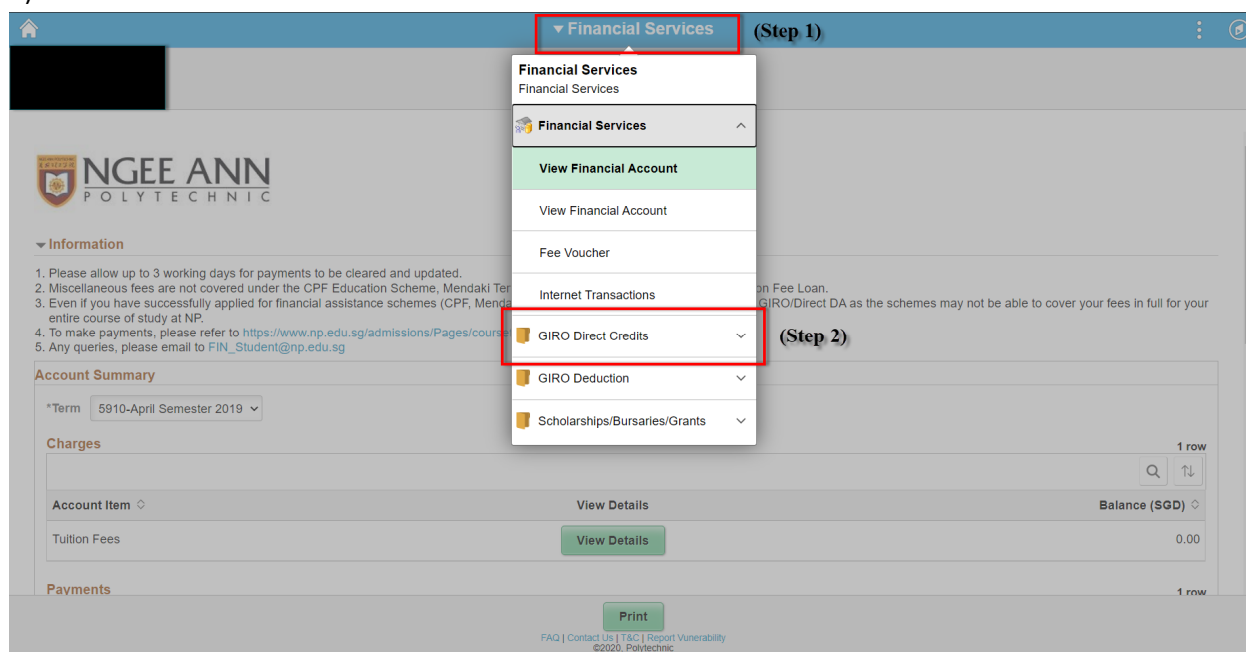 Financial Services
(Step 1)
Financial Services
Financial Services
Financial Services
View Financial Account
View Financial Account
Fee Voucher
Internet Transactions
GIRO Direct Credits
(Step 2)
GIRO Deduction
Scholarships/Bursaries/Grants
NGEE ANN
POLYTECHNIC
Information
1. Please allow up to 3 working days for payments to be cleared and updated.
2. Miscellaneous fees are not covered under the CPF Education Scheme, Mendaki Ter on Fee Loan.
3. Even if you have successfully applied for financial assistance schemes (CPF, Menda GIRO/Direct DA as the schemes may not be able to cover your fees in full for your
entire course of study at NP.
4. To make payments, please refer to https://www.np.edu.sg/admissions/Pages/course
5. Any queries, please email to FIN_Student@np.edu.sg
Account Summary
*Term 5910-April Semester 2019
Charges
1 row
Account Item View Details Balance (SGD)
Tuition Fees View Details 0.00
Payments
1 row
Print
FAQ | Contact Us | T&C | Report Vunerability
©2020. Polytechnic